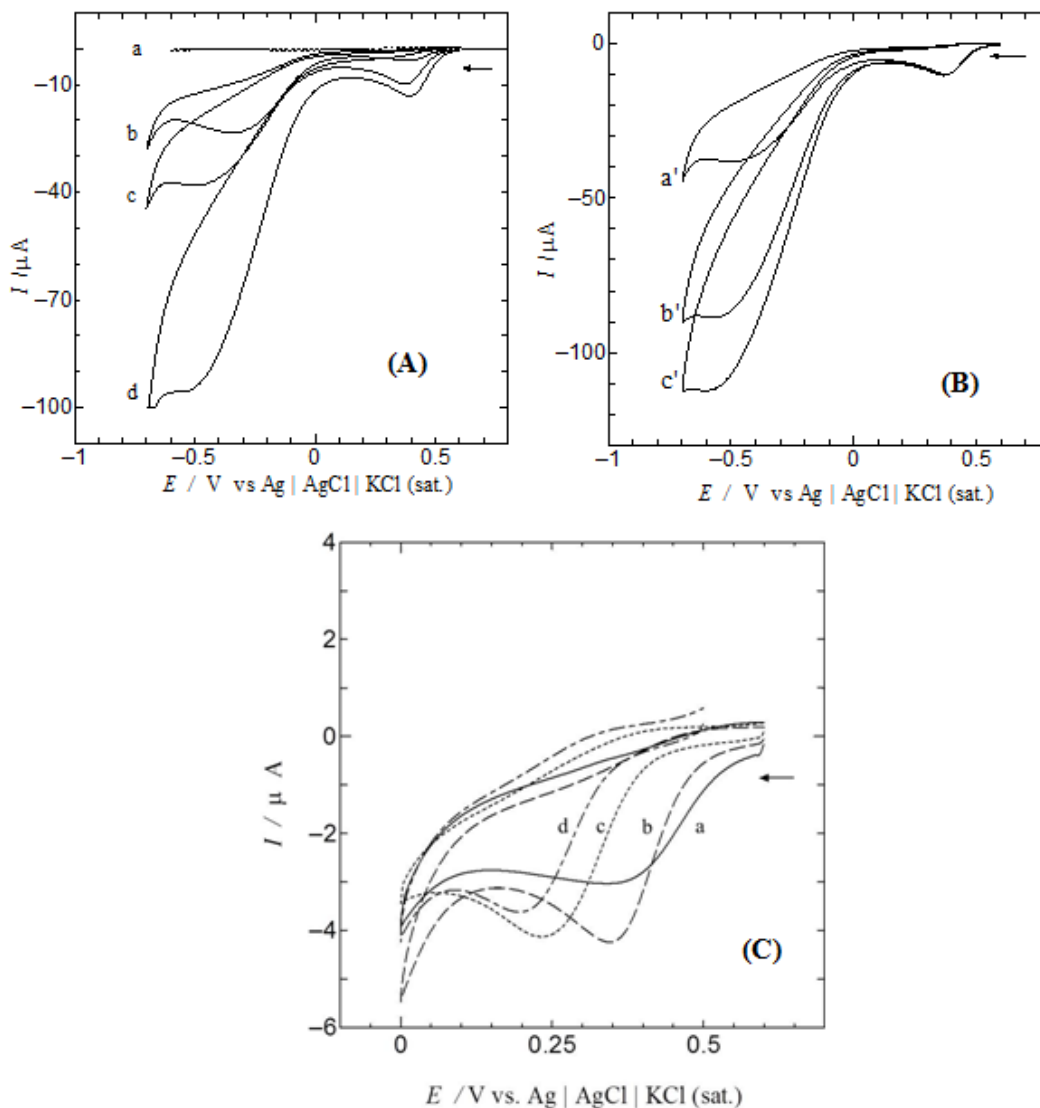 a
−10
b
−40
c
I /μA
−70
(A)
d
−100
−1 −0.5 0 0.5
E / V vs Ag | AgCl | KCl (sat.)
0
−50
a'
I /μA
b'
−100
c'
(B)
−1 −0.5 0 0.5
E / V vs Ag | AgCl | KCl (sat.)
4
2
0
I / μ A
−2
d c b a
−4
(C)
−6
0 0.25 0.5
E / V vs. Ag | AgCl | KCl (sat.)